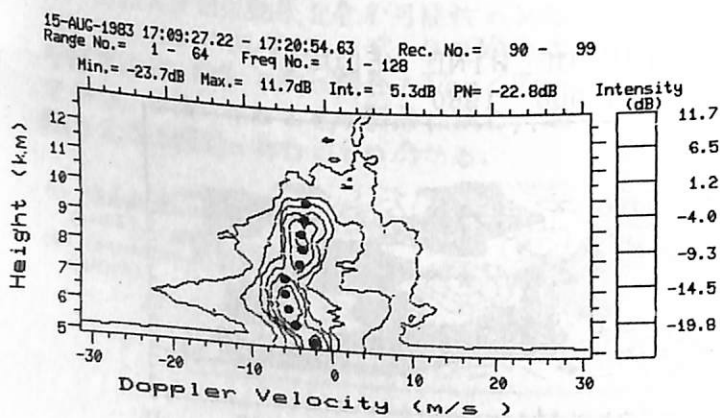 15-AUG-1983 17:09:27.22 - 17:20:54.63 Rec. No.= 90 - 99
Range No.= 1 - 64 Freq No.= 1 - 128
Min.= -23.7dB Max.= 11.7dB Int.= 5.3dB PN= -22.8dB
Intensity
(dB)
11.7
6.5
1.2
-4.0
-9.3
-14.5
-19.8
Height (km)
12
11
10
9
8
7
6
5
-30 -20 -10 0 10 20 30
Doppler Velocity (m/s )